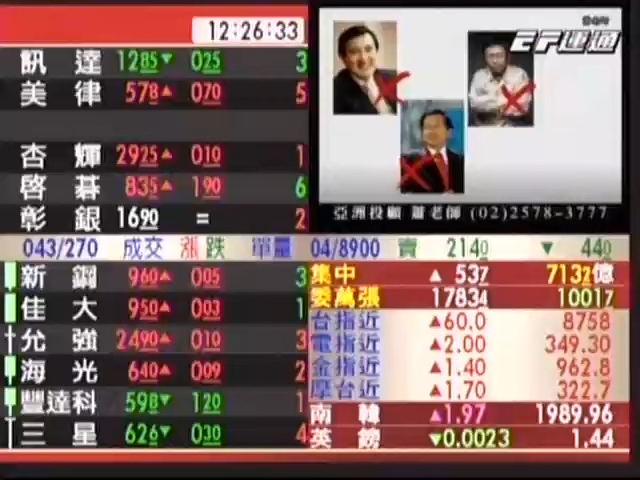 12:26:33
訊達 1285▼ 025 3
美律 578▲ 070 5
杏輝 2925▲ 010 1
啓碁 835▲ 190 6
彰銀 1690 = 2
運通
亞洲投顧 蕭老師 (02)2578-3777
043/270 成交 漲跌 單量 04/8900 賣 2140 ▼ 440
新鋼 960▲ 005 3
佳大 950▲ 003 1
允強 2490▲ 010 3
海光 640▲ 009 2
豐達科 598▼ 120 1
三星 626▼ 030 4
集中 ▲ 537 7132億
委萬張 17834 10017
台指近 ▲60.0 8758
電指近 ▲2.00 349.30
金指近 ▲1.40 962.8
摩台近 ▲1.70 322.7
南韓 ▲1.97 1989.96
英鎊 ▼0.0023 1.44